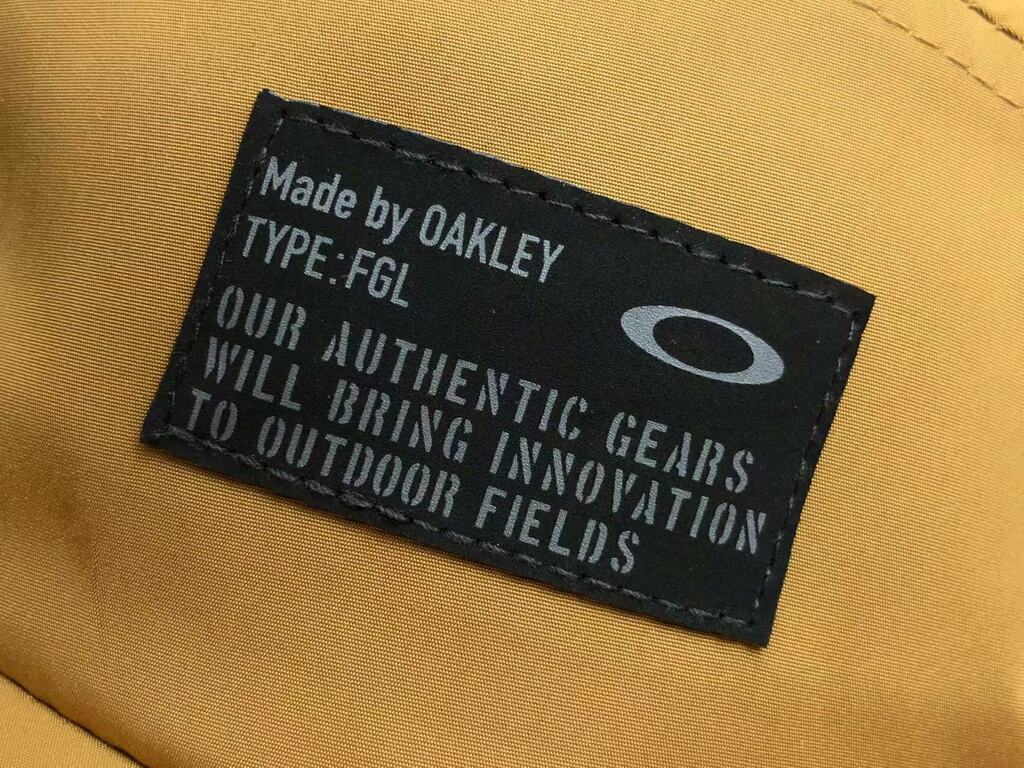 Made by OAKLEY
TYPE:FGL
OUR AUTHENTIC GEARS
WILL BRING INNOVATION
TO OUTDOOR FIELDS